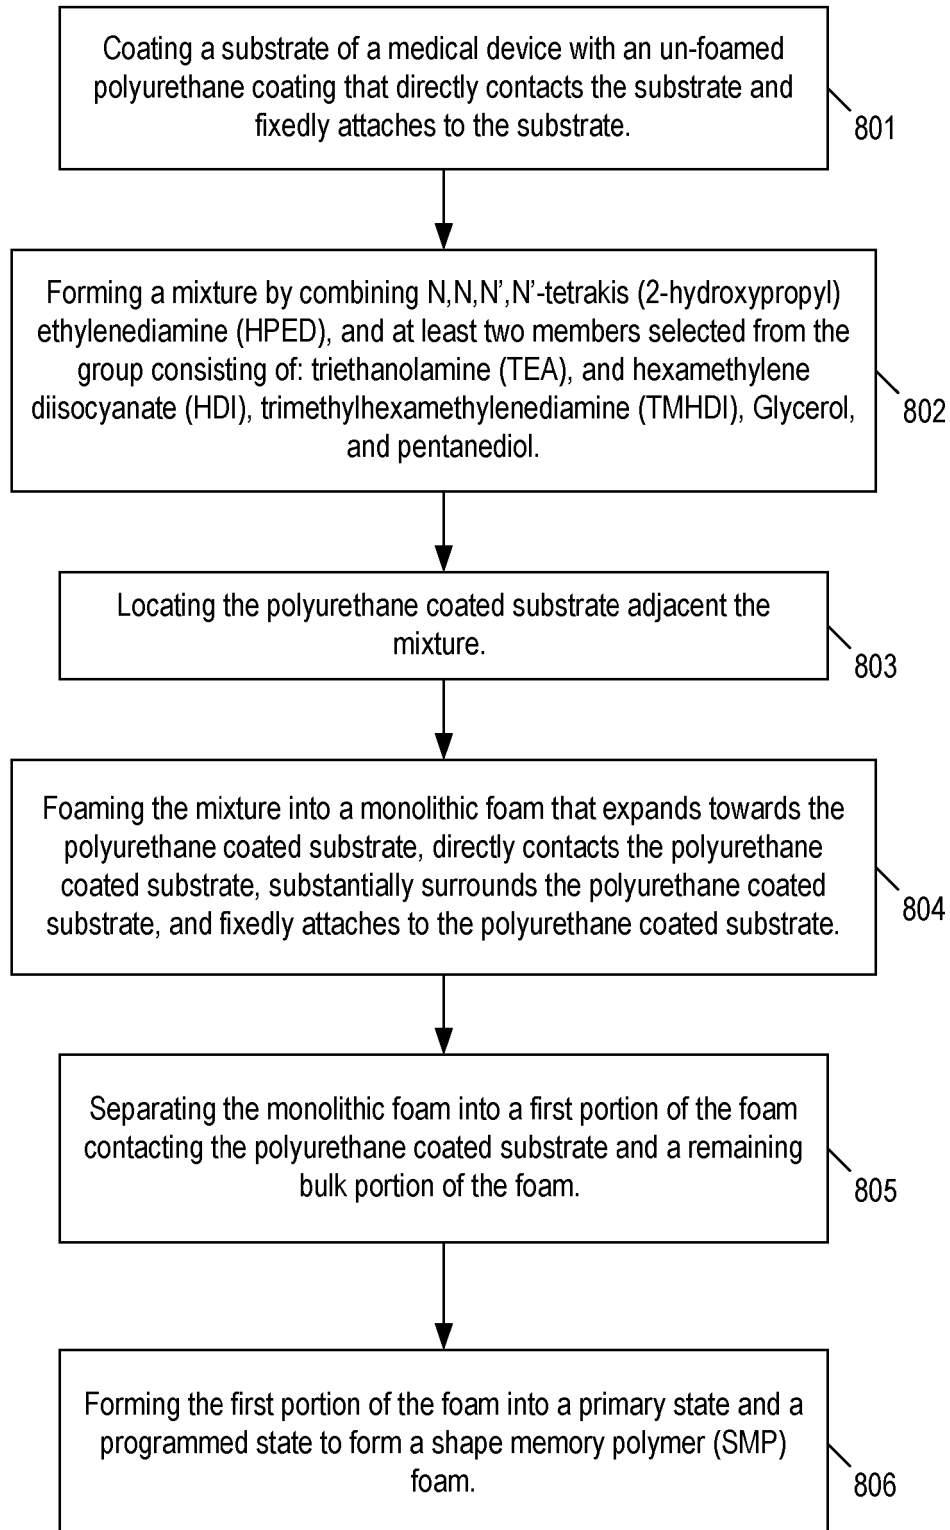 Coating a substrate of a medical device with an un-foamed
polyurethane coating that directly contacts the substrate and
fixedly attaches to the substrate.
801
Forming a mixture by combining N,N,N’,N’-tetrakis (2-hydroxypropyl)
ethylenediamine (HPED), and at least two members selected from the
group consisting of: triethanolamine (TEA), and hexamethylene
diisocyanate (HDI), trimethylhexamethylenediamine (TMHDI), Glycerol,
and pentanediol.
802
Locating the polyurethane coated substrate adjacent the
mixture.
803
Foaming the mixture into a monolithic foam that expands towards the
polyurethane coated substrate, directly contacts the polyurethane
coated substrate, substantially surrounds the polyurethane coated
substrate, and fixedly attaches to the polyurethane coated substrate.
804
Separating the monolithic foam into a first portion of the foam
contacting the polyurethane coated substrate and a remaining
bulk portion of the foam.
805
Forming the first portion of the foam into a primary state and a
programmed state to form a shape memory polymer (SMP)
foam.
806